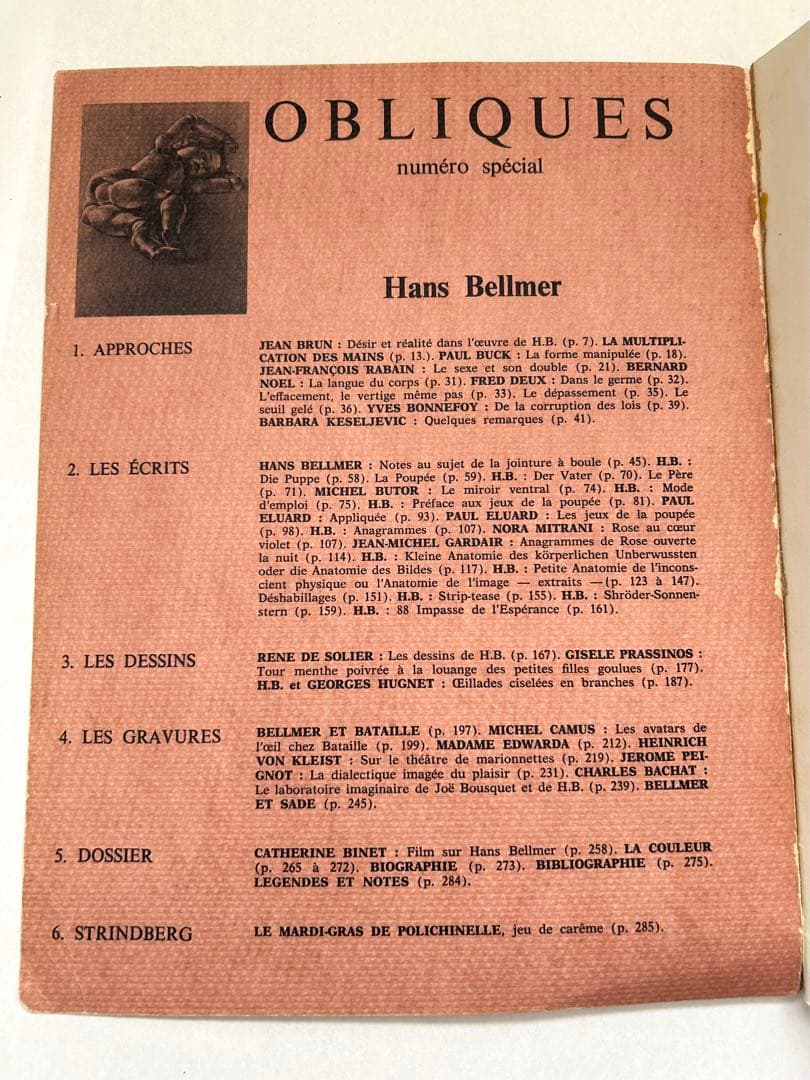 OBLIQUES
numéro spécial
Hans Bellmer
1. APPROCHES
JEAN BRUN : Désir et réalité dans l'œuvre de H.B. (p. 7). LA MULTIPLI-
CATION DES MAINS (p. 13.). PAUL BUCK : La forme manipulée (p. 18).
JEAN-FRANÇOIS RABAIN : Le sexe et son double (p. 21). BERNARD
NOEL : La langue du corps (p. 31). FRED DEUX : Dans le germe (p. 32).
L'effacement, le vertige même pas (p. 33). Le dépassement (p. 35). Le
seuil gelé (p. 36). YVES BONNEFOY : De la corruption des lois (p. 39).
BARBARA KESELJEVIC : Quelques remarques (p. 41).
2. LES ÉCRITS
HANS BELLMER : Notes au sujet de la jointure à boule (p. 45). H.B. :
Die Puppe (p. 58). La Poupée (p. 59). H.B. : Der Vater (p. 70). Le Père
(p. 71). MICHEL BUTOR : Le miroir ventral (p. 74). H.B. : Mode
d'emploi (p. 75). H.B. : Préface aux jeux de la poupée (p. 81). PAUL
ELUARD : Appliquée (p. 93). PAUL ELUARD : Les jeux de la poupée
(p. 98). H.B. : Anagrammes (p. 107). NORA MITRANI : Rose au cœur
violet (p. 107). JEAN-MICHEL GARDAIR : Anagrammes de Rose ouverte
la nuit (p. 114). H.B. : Kleine Anatomie des körperlichen Unberwussten
oder die Anatomie des Bildes (p. 117). H.B. : Petite Anatomie de l'incons-
cient physique ou l'Anatomie de l'image — extraits —(p. 123 à 147).
Déshabillages (p. 151). H.B. : Strip-tease (p. 155). H.B. : Shröder-Sonnen-
stern (p. 159). H.B. : 88 Impasse de l'Espérance (p. 161).
3. LES DESSINS
RENE DE SOLIER : Les dessins de H.B. (p. 167). GISELE PRASSINOS :
Tour menthe poivrée à la louange des petites filles goulues (p. 177).
H.B. et GEORGES HUGNET : Œillades ciselées en branches (p. 187).
4. LES GRAVURES
BELLMER ET BATAILLE (p. 197). MICHEL CAMUS : Les avatars de
l'œil chez Bataille (p. 199). MADAME EDWARDA (p. 212). HEINRICH
VON KLEIST : Sur le théâtre de marionnettes (p. 219). JEROME PEI-
GNOT : La dialectique imagée du plaisir (p. 231). CHARLES BACHAT :
Le laboratoire imaginaire de Joë Bousquet et de H.B. (p. 239). BELLMER
ET SADE (p. 245).
5. DOSSIER
CATHERINE BINET : Film sur Hans Bellmer (p. 258). LA COULEUR
(p. 265 à 272). BIOGRAPHIE (p. 273). BIBLIOGRAPHIE (p. 275).
LEGENDES ET NOTES (p. 284).
6. STRINDBERG
LE MARDI-GRAS DE POLICHINELLE, jeu de carême (p. 285).